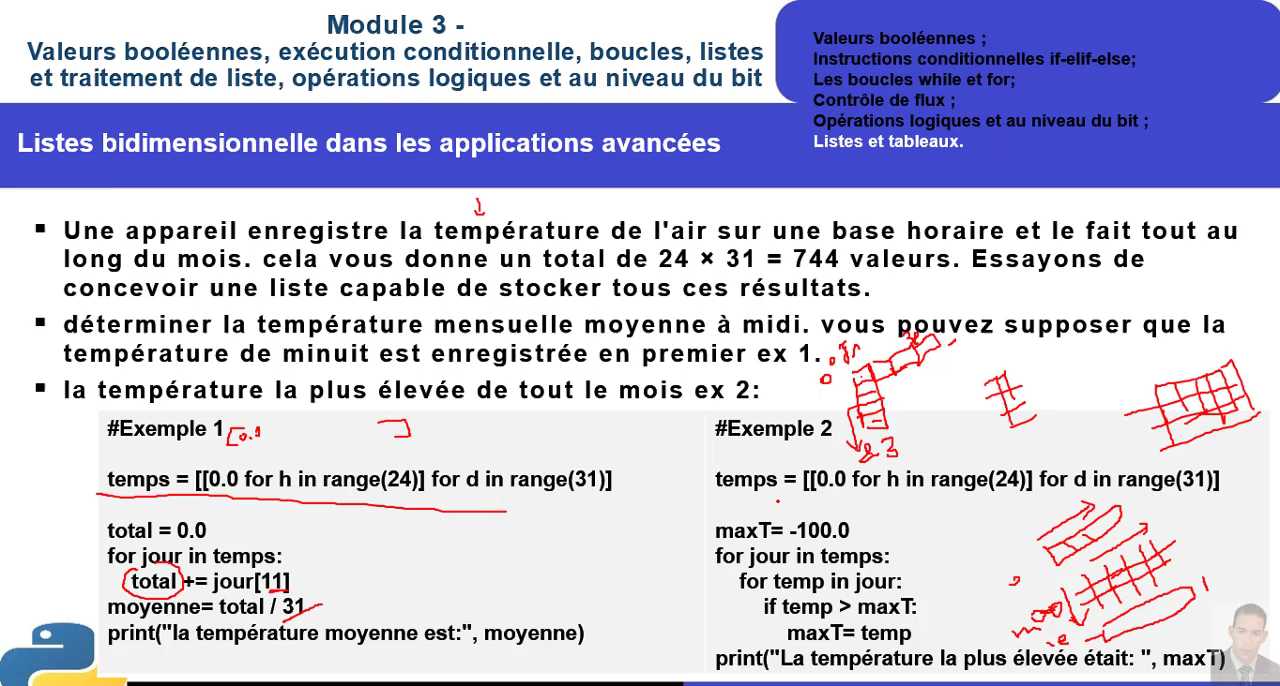 Module 3 -
Valeurs booléennes, exécution conditionnelle, boucles, listes
et traitement de liste, opérations logiques et au niveau du bit
Valeurs booléennes ;
Instructions conditionnelles if-elif-else;
Les boucles while et for;
Contrôle de flux ;
Opérations logiques et au niveau du bit ;
Listes et tableaux.
Listes bidimensionnelle dans les applications avancées
Une appareil enregistre la température de l'air sur une base horaire et le fait tout au
long du mois. cela vous donne un total de 24 × 31 = 744 valeurs. Essayons de
concevoir une liste capable de stocker tous ces résultats.
déterminer la température mensuelle moyenne à midi. vous pouvez supposer que la
température de minuit est enregistrée en premier ex 1.
la température la plus élevée de tout le mois ex 2:
#Exemple 1
temps = [[0.0 for h in range(24)] for d in range(31)]
total = 0.0
for jour in temps:
total += jour[11]
moyenne= total / 31
print("la température moyenne est:", moyenne)
#Exemple 2
temps = [[0.0 for h in range(24)] for d in range(31)]
maxT= -100.0
for jour in temps:
for temp in jour:
if temp > maxT:
maxT= temp
print("La température la plus élevée était: ", maxT)